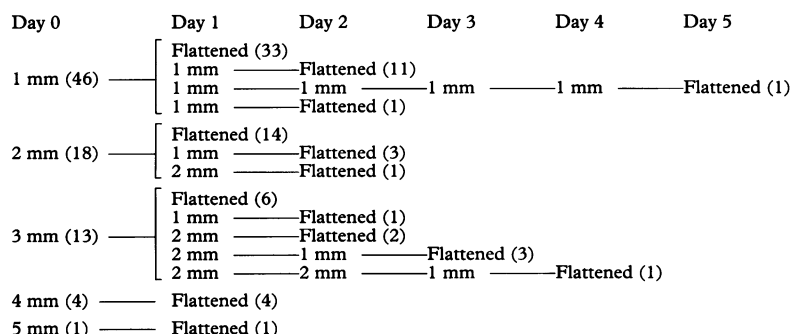 Day 0 Day 1 Day 2 Day 3 Day 4 Day 5
Flattened (33)
1 mm Flattened (11)
1 mm (46) 1 mm 1 mm 1 mm 1 mm Flattened (1)
1 mm Flattened (1)
Flattened (14)
2 mm (18) 1 mm Flattened (3)
2 mm Flattened (1)
Flattened (6)
1 mm Flattened (1)
3 mm (13) 2 mm Flattened (2)
2 mm 1 mm Flattened (3)
2 mm 2 mm 1 mm Flattened (1)
4 mm (4) Flattened (4)
5 mm (1) Flattened (1)